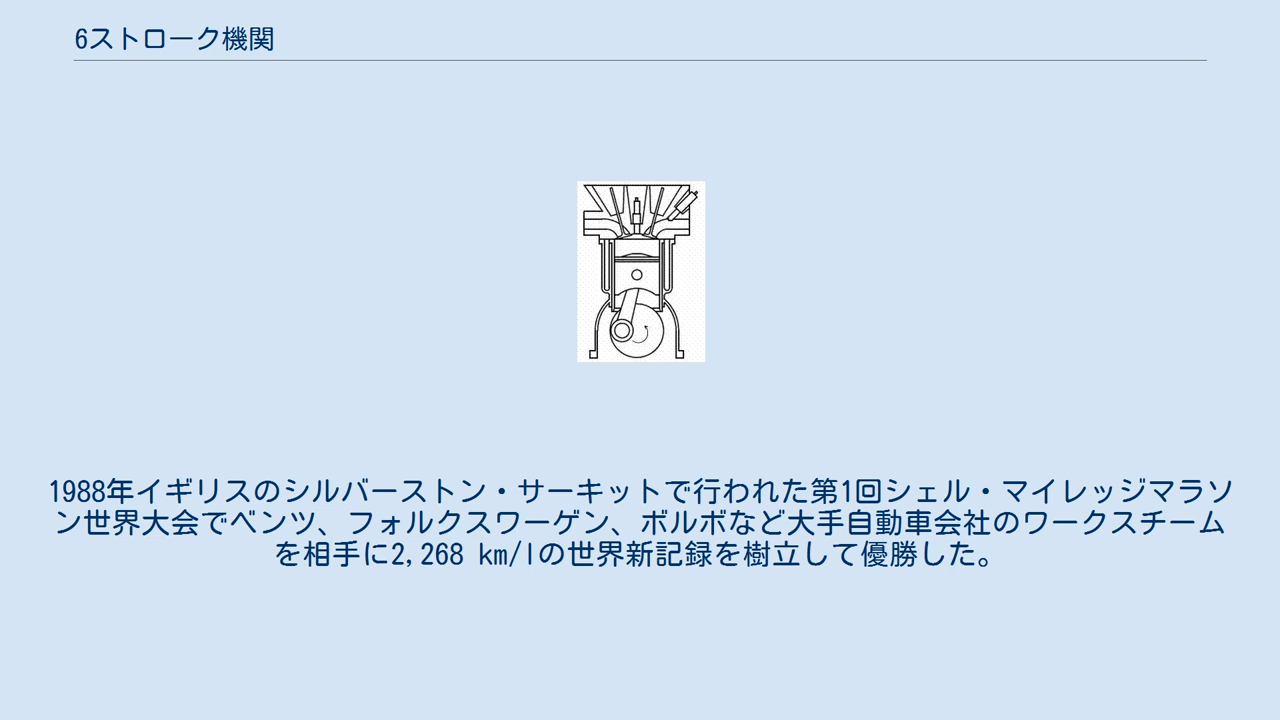 6ストローク機関
1988年イギリスのシルバーストン・サーキットで行われた第1回シェル・マイレッジマラソ
ン世界大会でベンツ、フォルクスワーゲン、ボルボなど大手自動車会社のワークスチーム
を相手に2,268 km/lの世界新記録を樹立して優勝した。